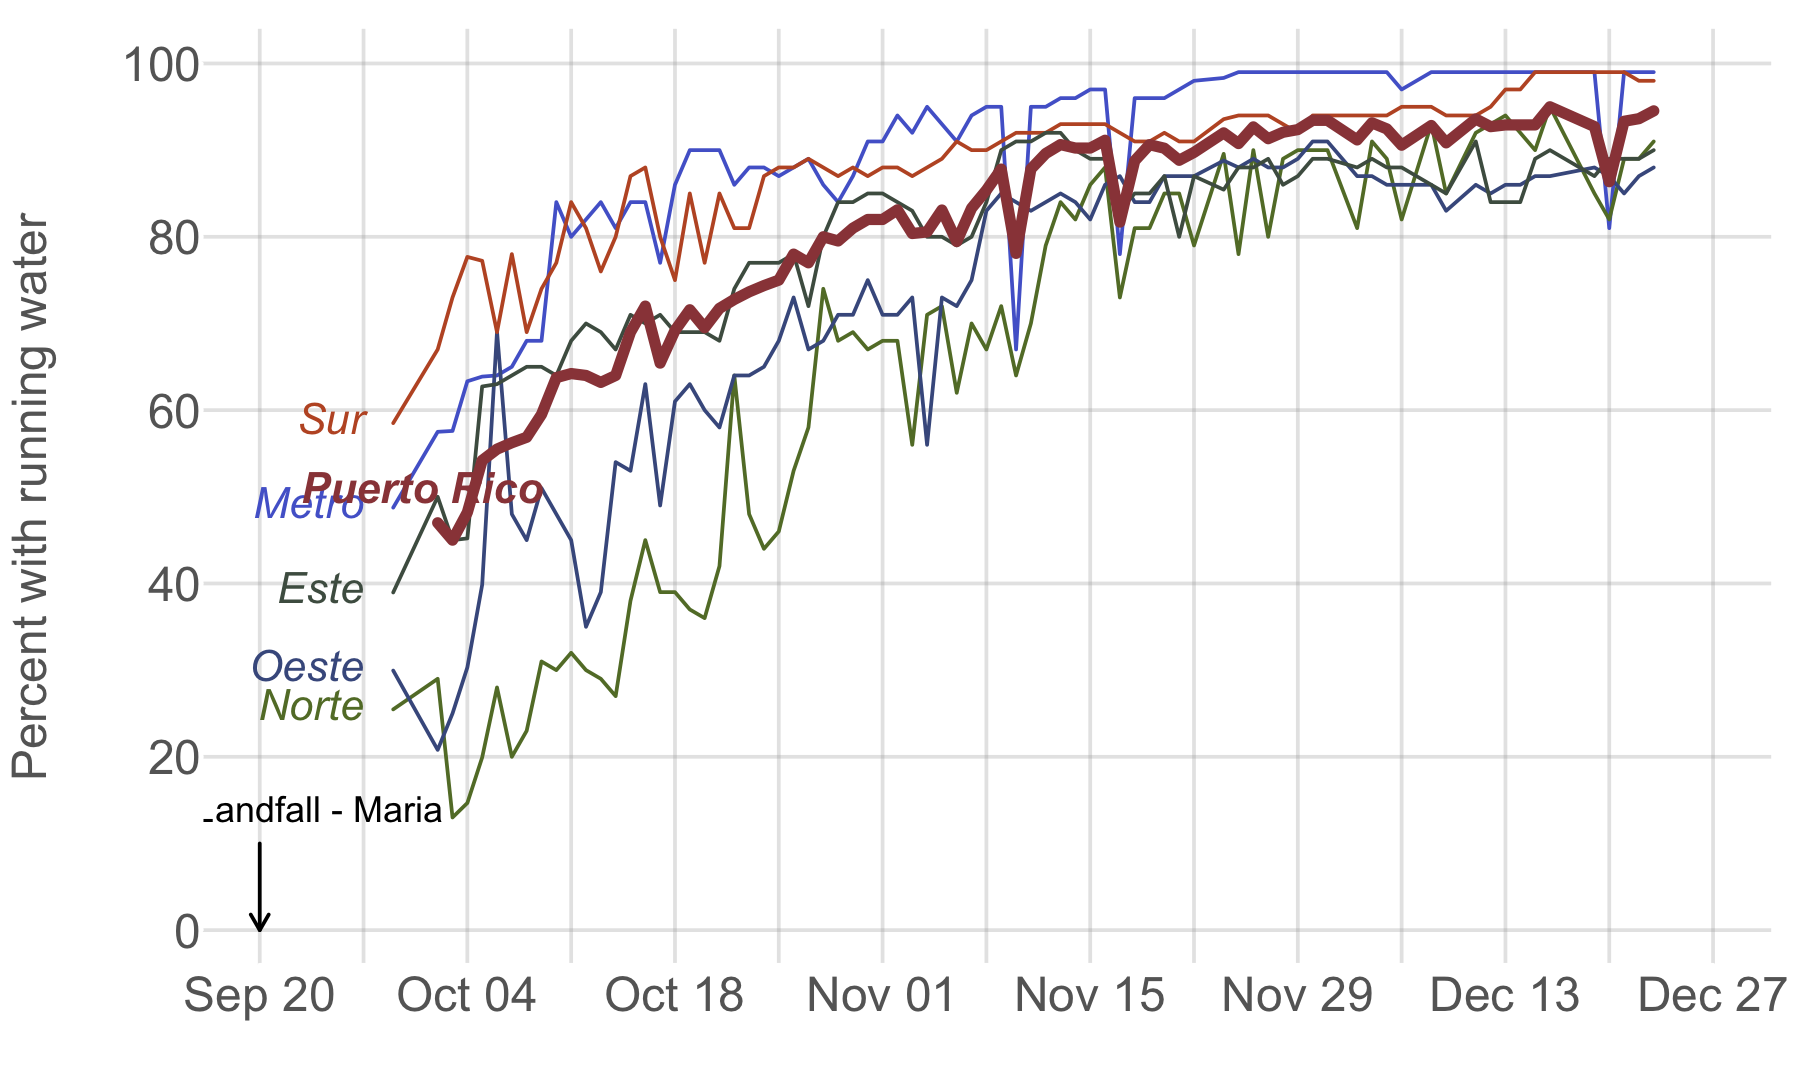 Percent with running water
100
80
60
40
20
0
Sur
Puerto Rico
Metro
Este
Oeste
Norte
andfall - Maria
Sep 20
Oct 04
Oct 18
Nov 01
Nov 15
Nov 29
Dec 13
Dec 27